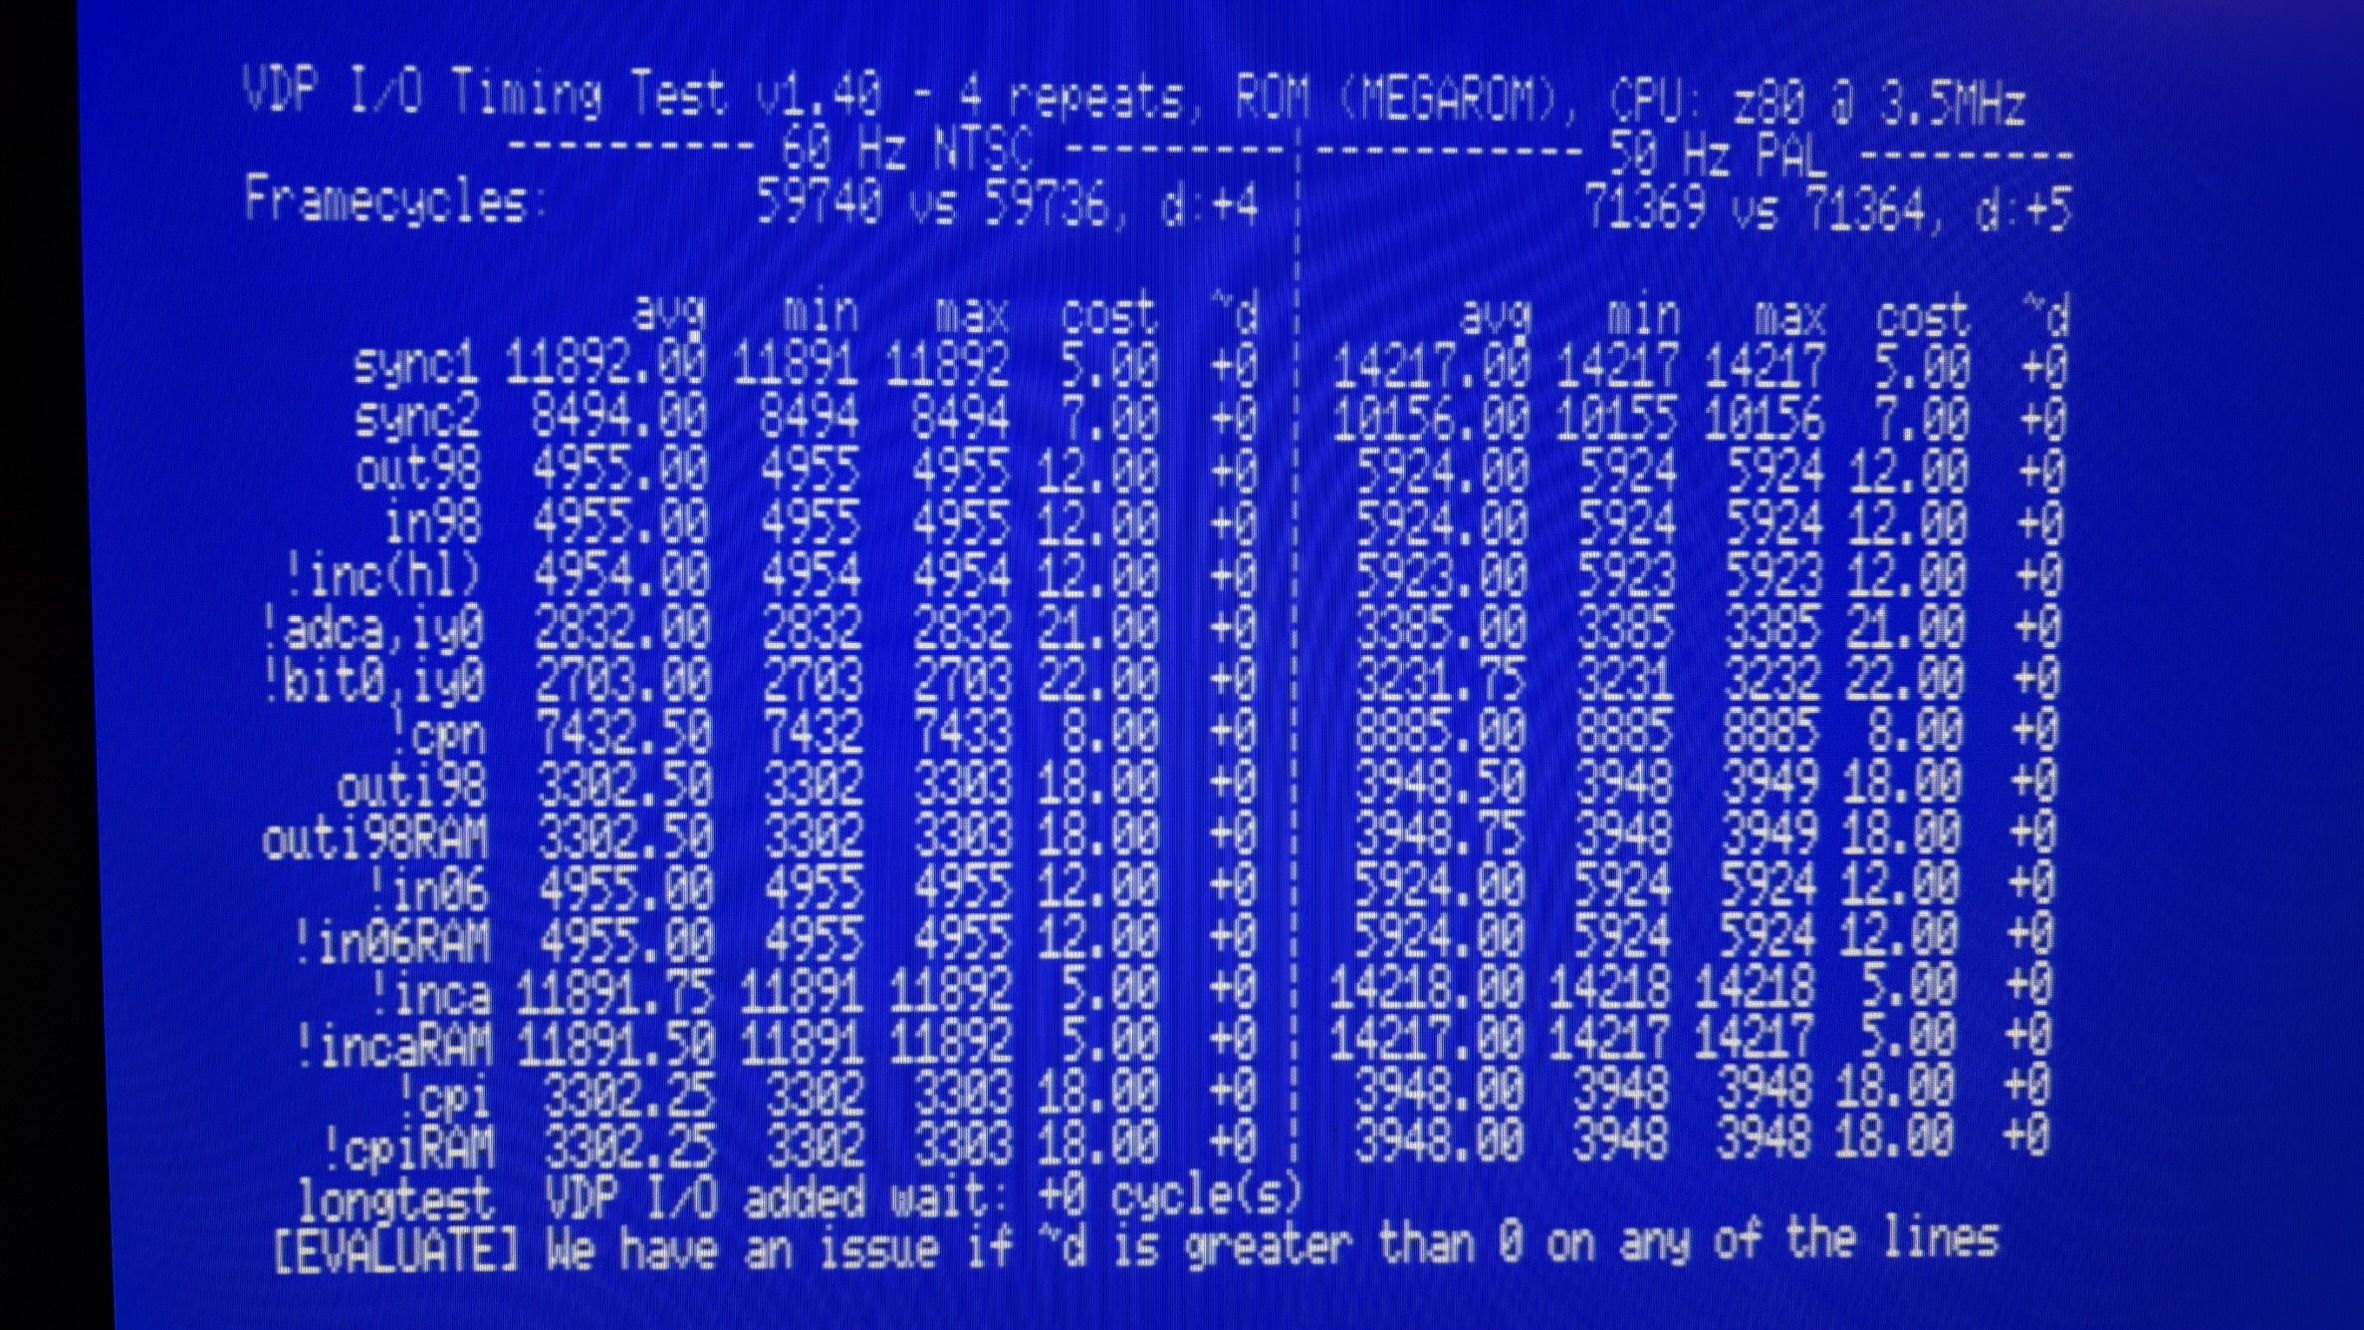 VDP I/O Timing Test v1.40 - 4 repeats, ROM (MEGAROM), CPU: z80 @ 3.5MHz
---------- 60 Hz NTSC ---------¦----------- 50 Hz PAL ---------
Framecycles: 59740 vs 59736, d:+4 ¦ 71369 vs 71364, d:+5
avg min max cost ~d ¦ avg min max cost ~d
sync1 11892.00 11891 11892 5.00 +0 ¦ 14217.00 14217 14217 5.00 +0
sync2 8494.00 8494 8494 7.00 +0 ¦ 10156.00 10155 10156 7.00 +0
out98 4955.00 4955 4955 12.00 +0 ¦ 5924.00 5924 5924 12.00 +0
in98 4955.00 4955 4955 12.00 +0 ¦ 5924.00 5924 5924 12.00 +0
!inc(hl) 4954.00 4954 4954 12.00 +0 ¦ 5923.00 5923 5923 12.00 +0
!adca,iy0 2832.00 2832 2832 21.00 +0 ¦ 3385.00 3385 3385 21.00 +0
!bit0,iy0 2703.00 2703 2703 22.00 +0 ¦ 3231.75 3231 3232 22.00 +0
!cpn 7432.50 7432 7433 8.00 +0 ¦ 8885.00 8885 8885 8.00 +0
outi98 3302.50 3302 3303 18.00 +0 ¦ 3948.50 3948 3949 18.00 +0
outi98RAM 3302.50 3302 3303 18.00 +0 ¦ 3948.75 3948 3949 18.00 +0
!in06 4955.00 4955 4955 12.00 +0 ¦ 5924.00 5924 5924 12.00 +0
!in06RAM 4955.00 4955 4955 12.00 +0 ¦ 5924.00 5924 5924 12.00 +0
!inca 11891.75 11891 11892 5.00 +0 ¦ 14218.00 14218 14218 5.00 +0
!incaRAM 11891.50 11891 11892 5.00 +0 ¦ 14217.00 14217 14217 5.00 +0
!cpi 3302.25 3302 3303 18.00 +0 ¦ 3948.00 3948 3948 18.00 +0
!cpiRAM 3302.25 3302 3303 18.00 +0 ¦ 3948.00 3948 3948 18.00 +0
longtest VDP I/O added wait: +0 cycle(s)
[EVALUATE] We have an issue if ~d is greater than 0 on any of the lines